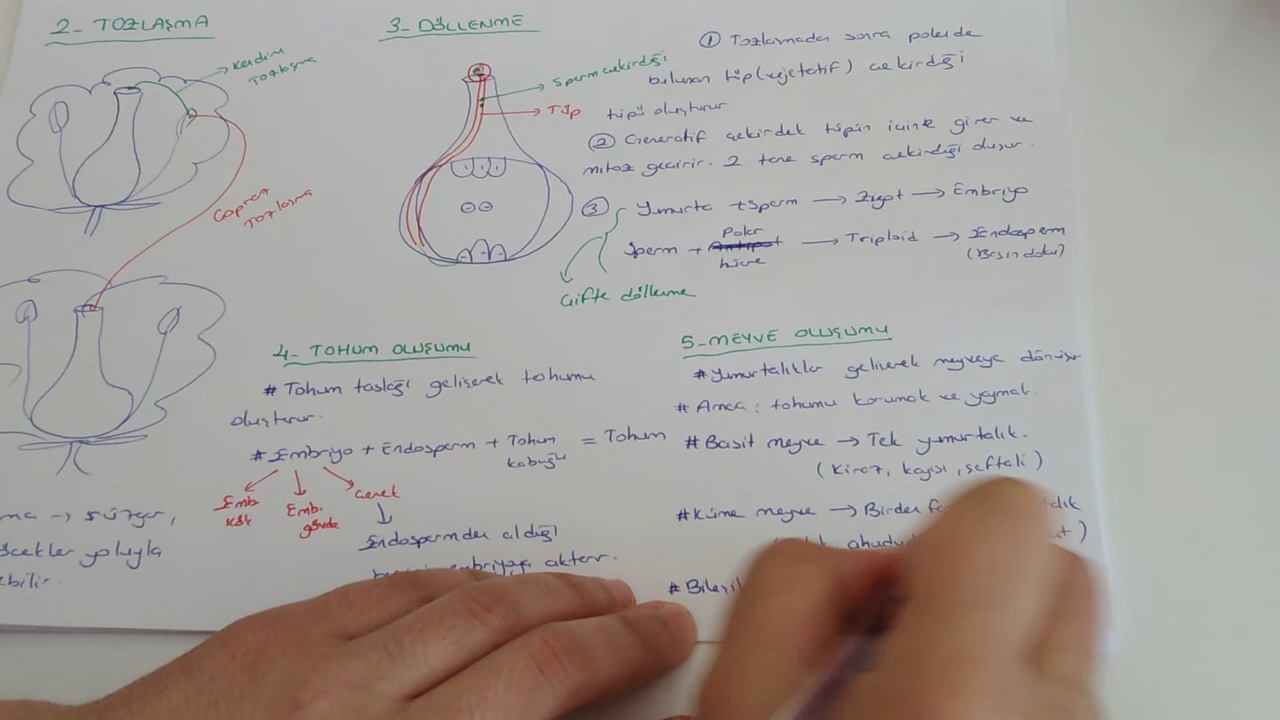 2- TOZLAŞMA
Kendini
Tozlaşma
Çapraz
Tozlaşma
ma → rüzgar,
böcekler yoluyla
ebilir.
3- DÖLLENME
Sperm çekirdeği
Tüp
① Tozlaşmadan sonra polende
bulunan tüp (vejetatif) çekirdeği
tüpü oluşturur
② Generatif çekirdek tüpün içine girer ve
mitoz geçirir. 2 tane sperm çekirdeği oluşur.
③ Yumurta + Sperm → Zigot → Embriyo
Sperm + Polar hücre → Triploid → Endosperm
(Besin doku)
Çifte döllenme
4- TOHUM OLUŞUMU
# Tohum taslağı gelişerek tohumu
oluşturur.
# Embriyo + Endosperm + Tohum kabuğu = Tohum
Emb. kök
Emb. gövde
Çenek
Endospermden aldığı
embriyoya aktarır.
5- MEYVE OLUŞUMU
# Yumurtalıklar gelişerek meyveye dönüşür
# Amaç: tohumu korumak ve yaymak.
# Basit meyve → Tek yumurtalık.
(kiraz, kayısı, şeftali)
# Küme meyve → Birden